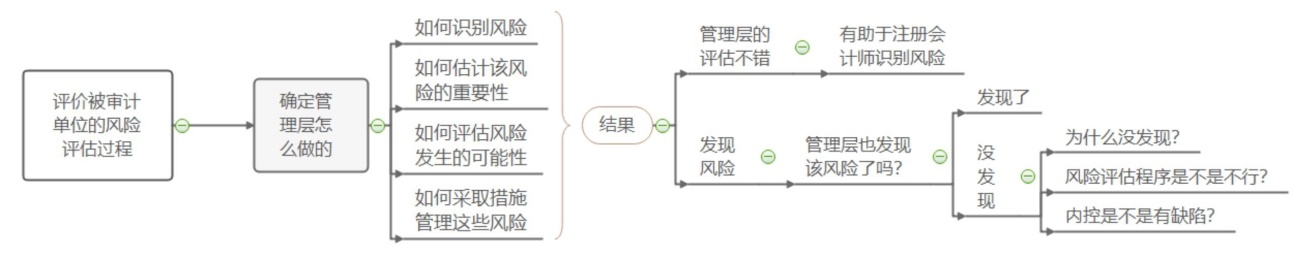 评价被审计
单位的风险
评估过程
确定管
理层怎
么做的
如何识别风险
如何估计该风
险的重要性
如何评估风险
发生的可能性
如何采取措施
管理这些风险
结果
管理层的
评估不错
有助于注册会
计师识别风险
发现
风险
管理层也发现
该风险了吗?
发现了
没
发
现
为什么没发现?
风险评估程序是不是不行?
内控是不是有缺陷?